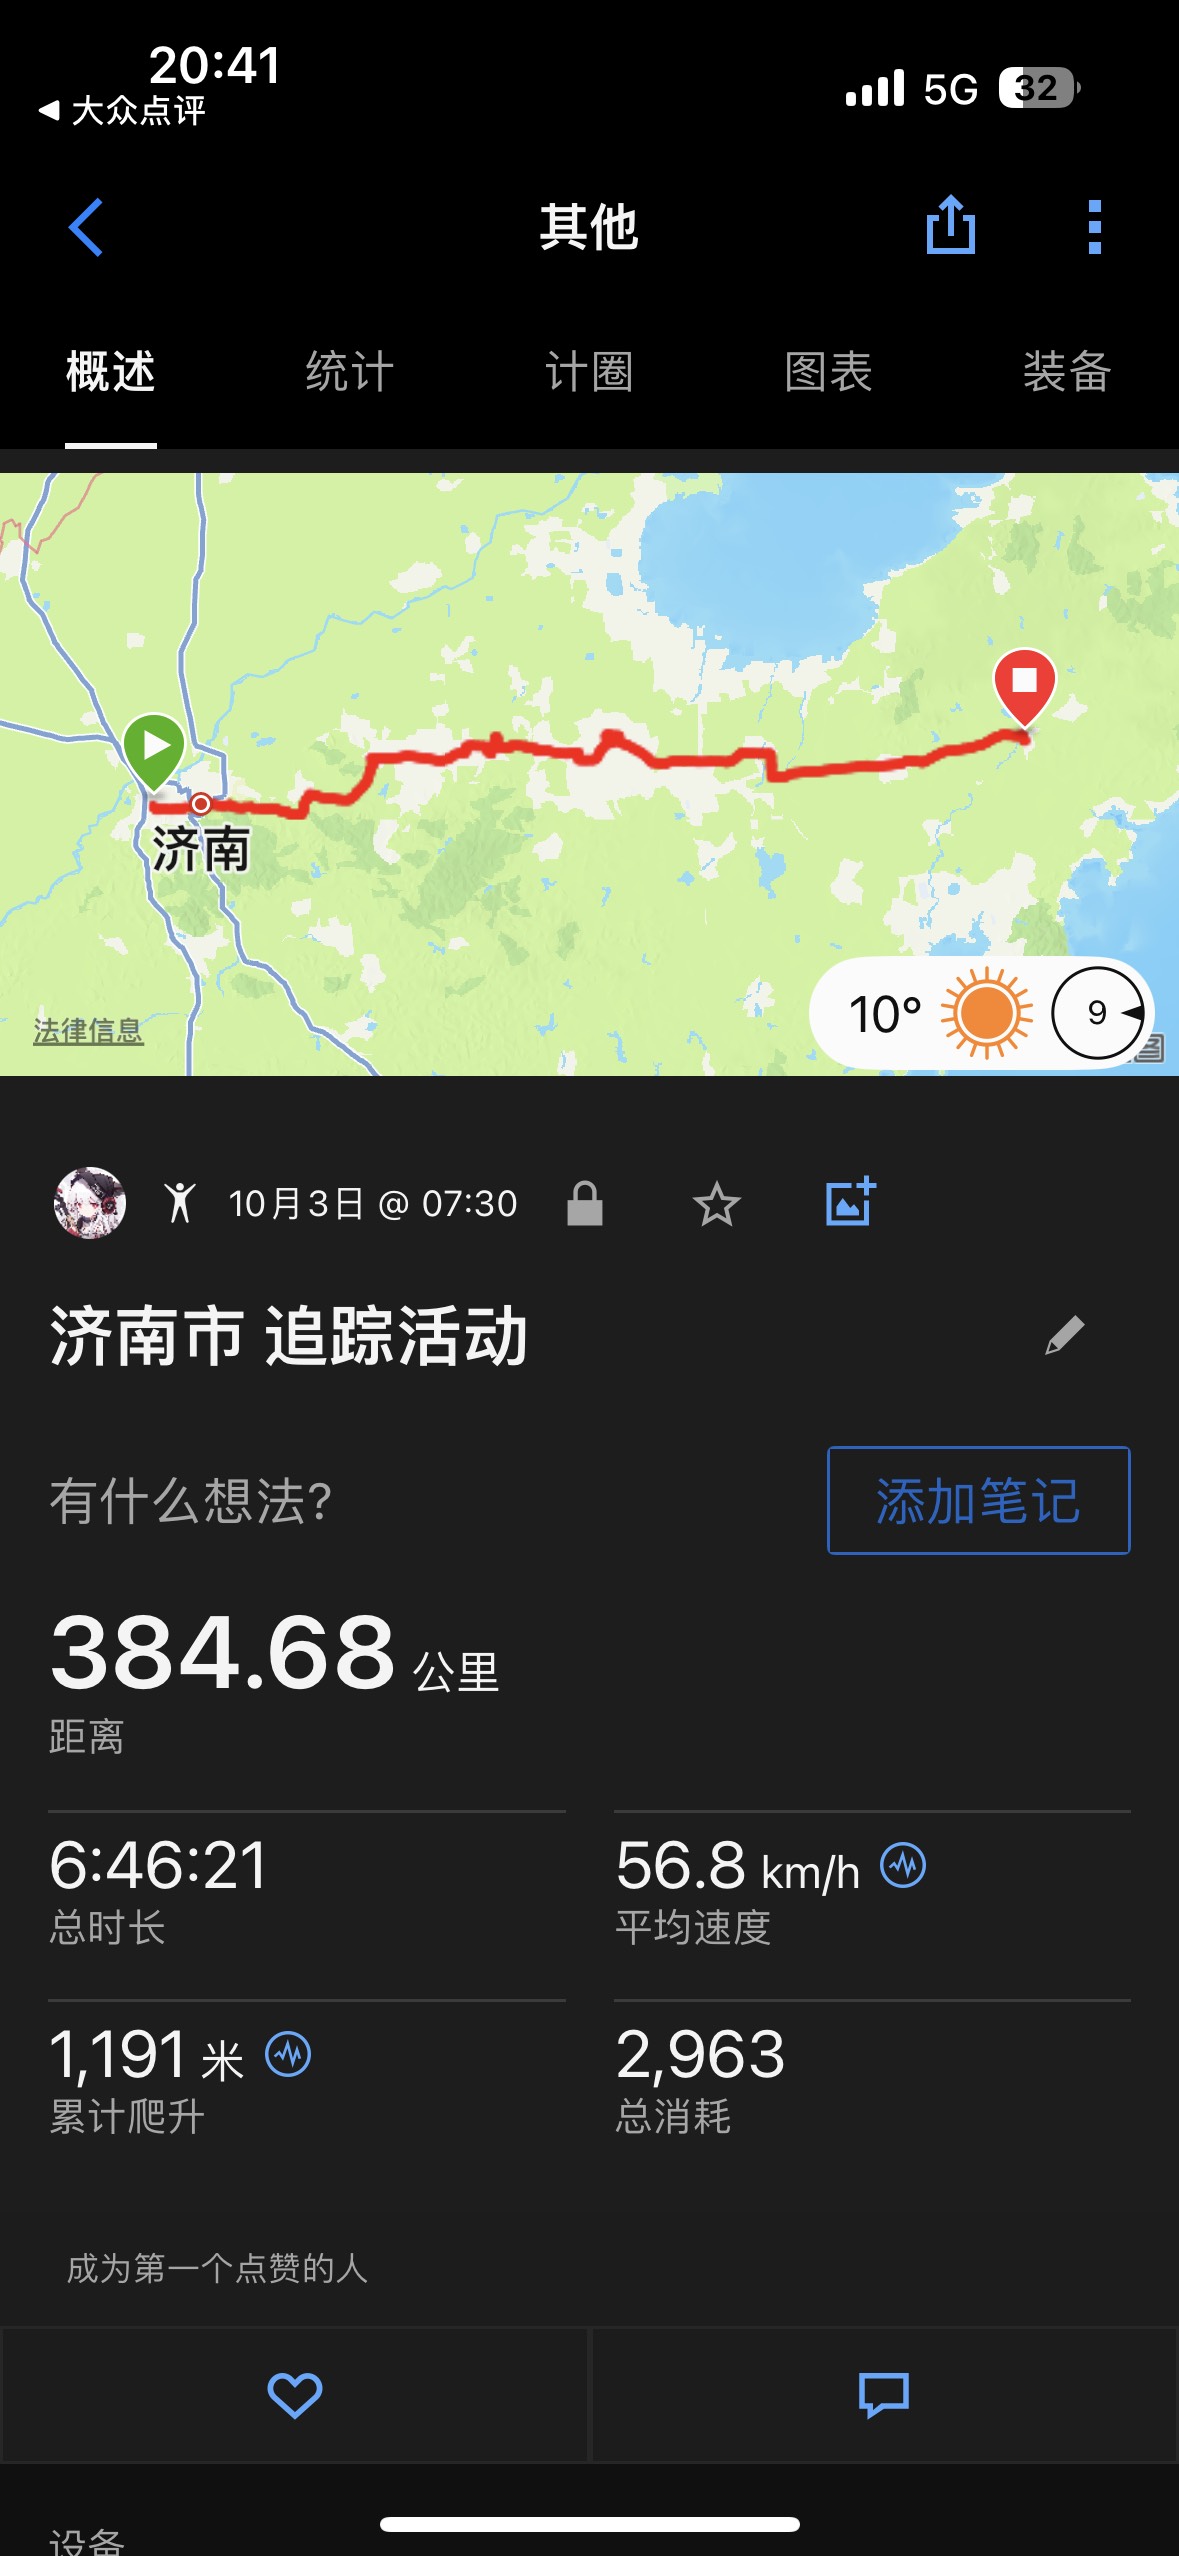 20:41
5G
32
大众点评
其他
概述
统计
计圈
图表
装备
济南
法律信息
10°
9
图
10月3日 @ 07:30
济南市 追踪活动
有什么想法?
添加笔记
384.68 公里
距离
6:46:21
总时长
56.8 km/h
平均速度
1,191 米
累计爬升
2,963
总消耗
成为第一个点赞的人
设备